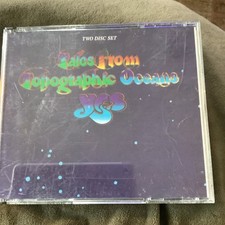 TWO DISC SET
Tales From
Topographic Oceans
Yes